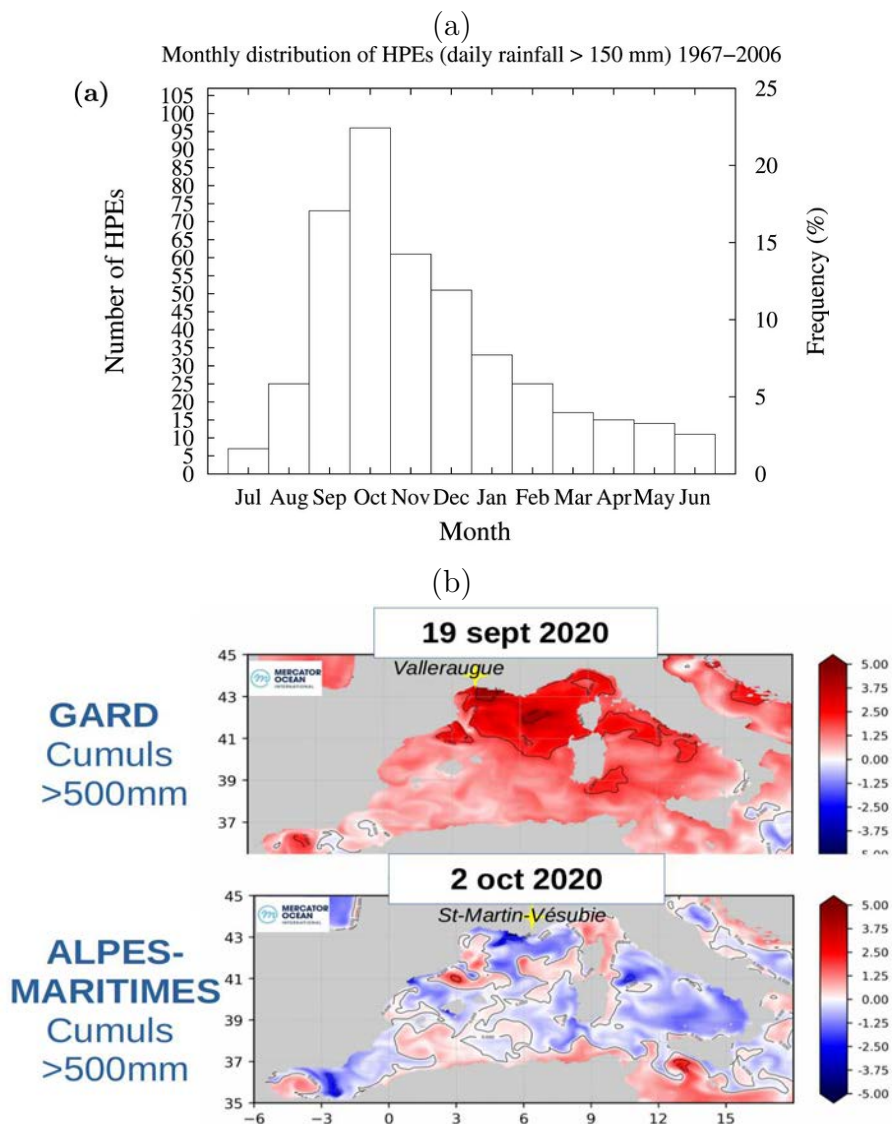 (a)
Monthly distribution of HPEs (daily rainfall > 150 mm) 1967−2006
(a)
Number of HPEs
105
100
95
90
85
80
75
70
65
60
55
50
45
40
35
30
25
20
15
10
5
0
25
20
15
10
5
0
Frequency (%)
Jul Aug Sep Oct Nov Dec Jan Feb Mar Apr May Jun
Month
(b)
19 sept 2020
Valleraugue
MERCATOR
OCEAN
INTERNATIONAL
GARD
Cumuls
>500mm
45
43
41
39
37
5.00
3.75
2.50
1.25
0.00
-1.25
-2.50
-3.75
-5.00
2 oct 2020
St-Martin-Vésubie
MERCATOR
OCEAN
INTERNATIONAL
ALPES-
MARITIMES
Cumuls
>500mm
45
43
41
39
37
35
−6 −3 0 3 6 9 12 15
5.00
3.75
2.50
1.25
0.00
-1.25
-2.50
-3.75
-5.00